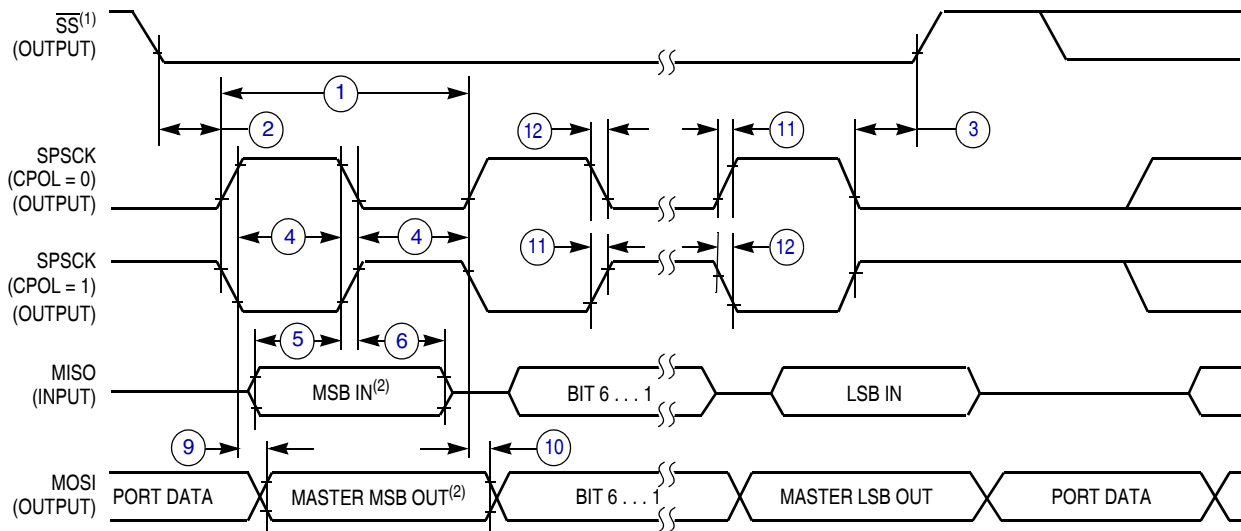 SS(1)
(OUTPUT)
1
2
12
11
3
SPSCK
(CPOL = 0)
(OUTPUT)
4
4
11
12
SPSCK
(CPOL = 1)
(OUTPUT)
5
6
MISO
(INPUT)
MSB IN(2)
BIT 6 . . . 1
LSB IN
9
10
MOSI
(OUTPUT)
PORT DATA
MASTER MSB OUT(2)
BIT 6 . . . 1
MASTER LSB OUT
PORT DATA